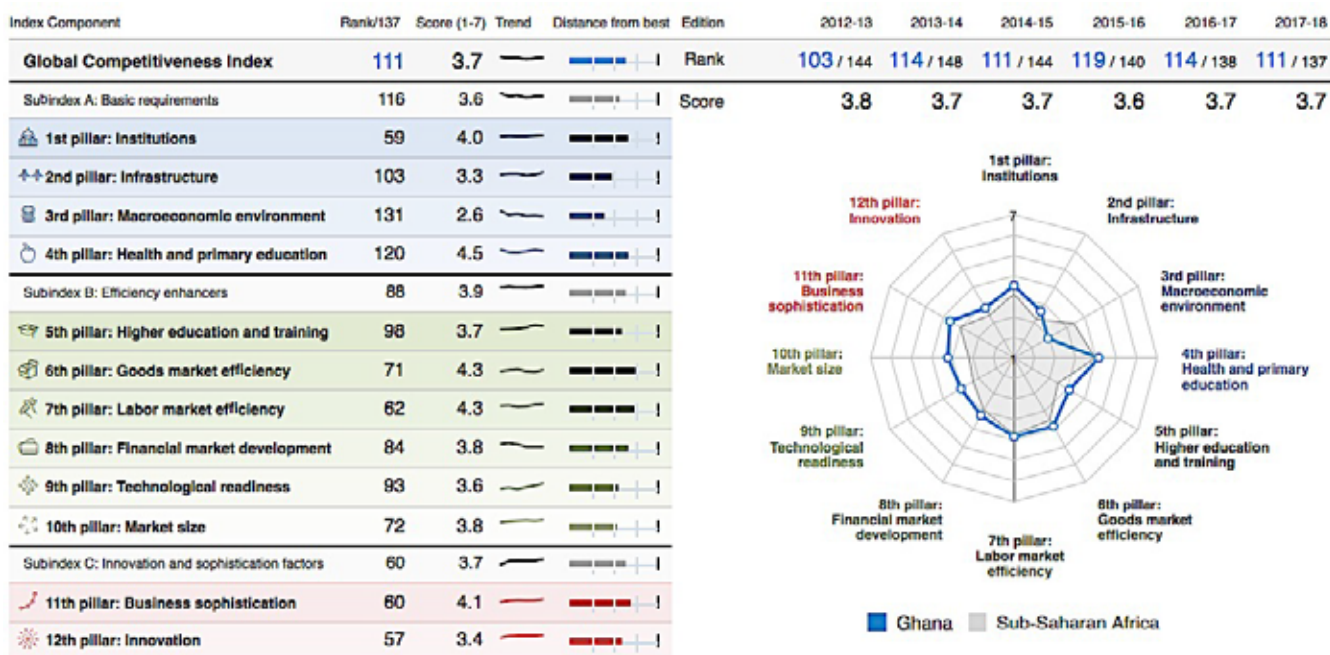 Index Component Rank/137 Score (1-7) Trend Distance from best
Global Competitiveness Index 111 3.7
Subindex A: Basic requirements 116 3.6
1st pillar: Institutions 59 4.0
2nd pillar: Infrastructure 103 3.3
3rd pillar: Macroeconomic environment 131 2.6
4th pillar: Health and primary education 120 4.5
Subindex B: Efficiency enhancers 88 3.9
5th pillar: Higher education and training 98 3.7
6th pillar: Goods market efficiency 71 4.3
7th pillar: Labor market efficiency 62 4.3
8th pillar: Financial market development 84 3.8
9th pillar: Technological readiness 93 3.6
10th pillar: Market size 72 3.8
Subindex C: Innovation and sophistication factors 60 3.7
11th pillar: Business sophistication 60 4.1
12th pillar: Innovation 57 3.4
Edition 2012-13 2013-14 2014-15 2015-16 2016-17 2017-18
Rank 103 / 144 114 / 148 111 / 144 119 / 140 114 / 138 111 / 137
Score 3.8 3.7 3.7 3.6 3.7 3.7
1st pillar:
Institutions
2nd pillar:
Infrastructure
3rd pillar:
Macroeconomic
environment
4th pillar:
Health and primary
education
5th pillar:
Higher education
and training
6th pillar:
Goods market
efficiency
7th pillar:
Labor market
efficiency
8th pillar:
Financial market
development
9th pillar:
Technological
readiness
10th pillar:
Market size
11th pillar:
Business
sophistication
12th pillar:
Innovation
7
1
Ghana Sub-Saharan Africa